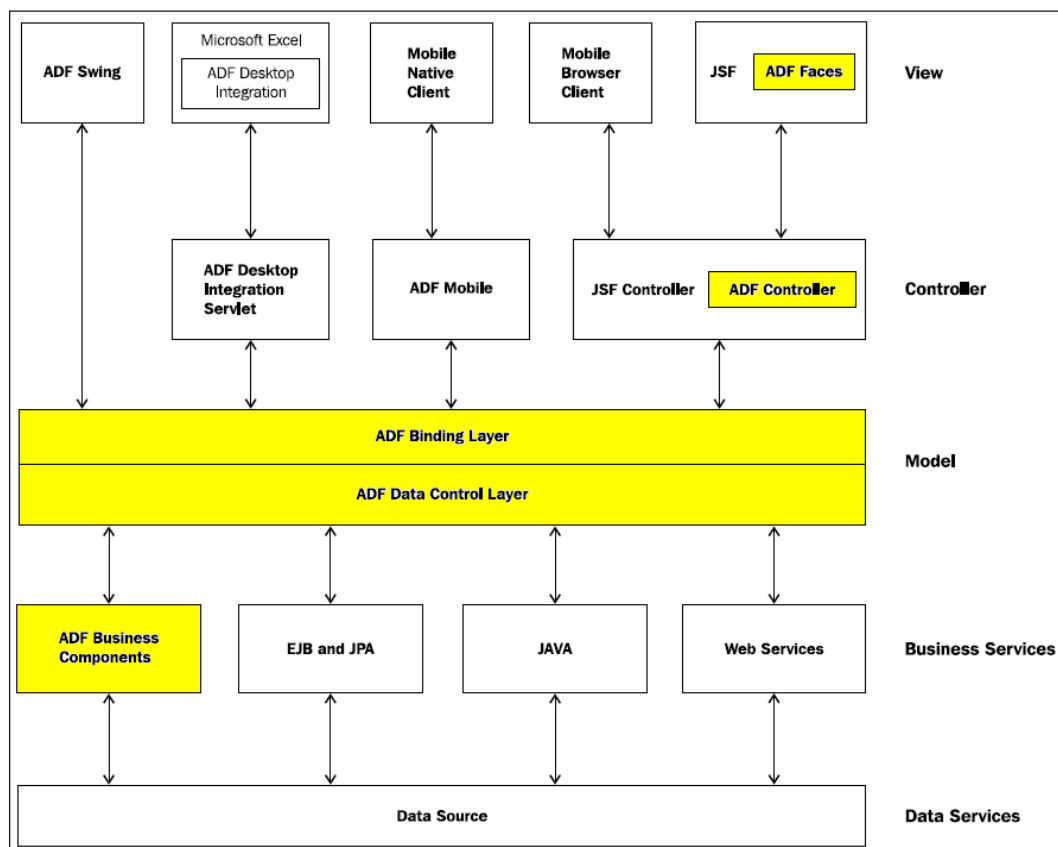 ADF Swing
Microsoft Excel
ADF Desktop
Integration
Mobile
Native
Client
Mobile
Browser
Client
JSF
ADF Faces
View
ADF Desktop
Integration
Servlet
ADF Mobile
JSF Controller
ADF Controller
Controller
ADF Binding Layer
ADF Data Control Layer
Model
ADF Business
Components
EJB and JPA
JAVA
Web Services
Business Services
Data Source
Data Services